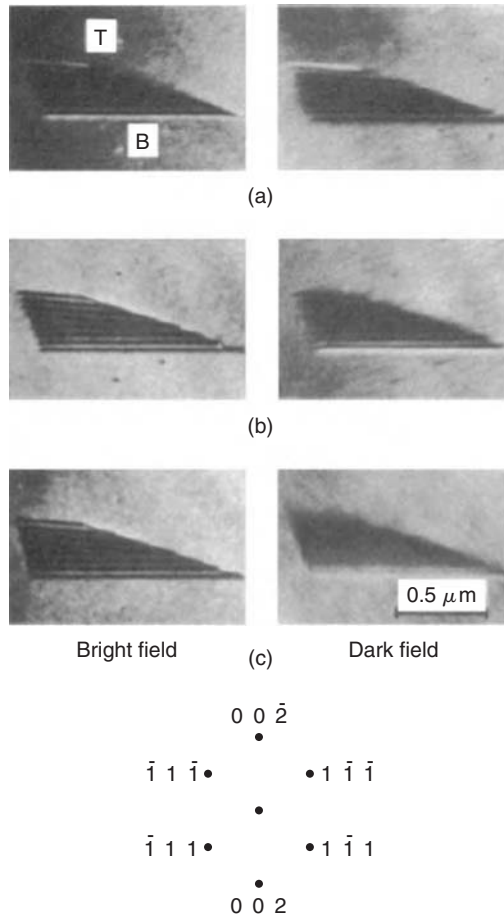 T
B
(a)
(b)
0.5 μm
Bright field
(c)
Dark field
0 0 2̄
1̄ 1 1̄
1 1̄ 1̄
1̄ 1 1
1 1̄ 1
0 0 2